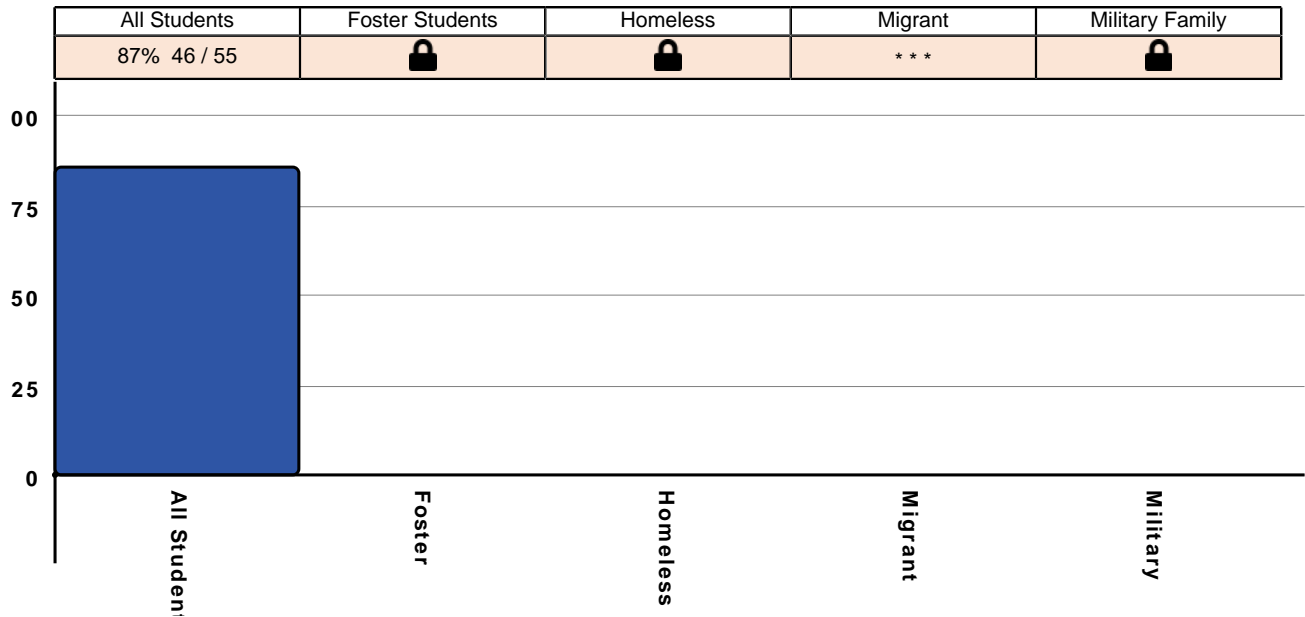 All Students Foster Students Homeless Migrant Military Family
87% 46 / 55 * * *
00
75
50
25
0
All Student
Foster
Homeless
Migrant
Military